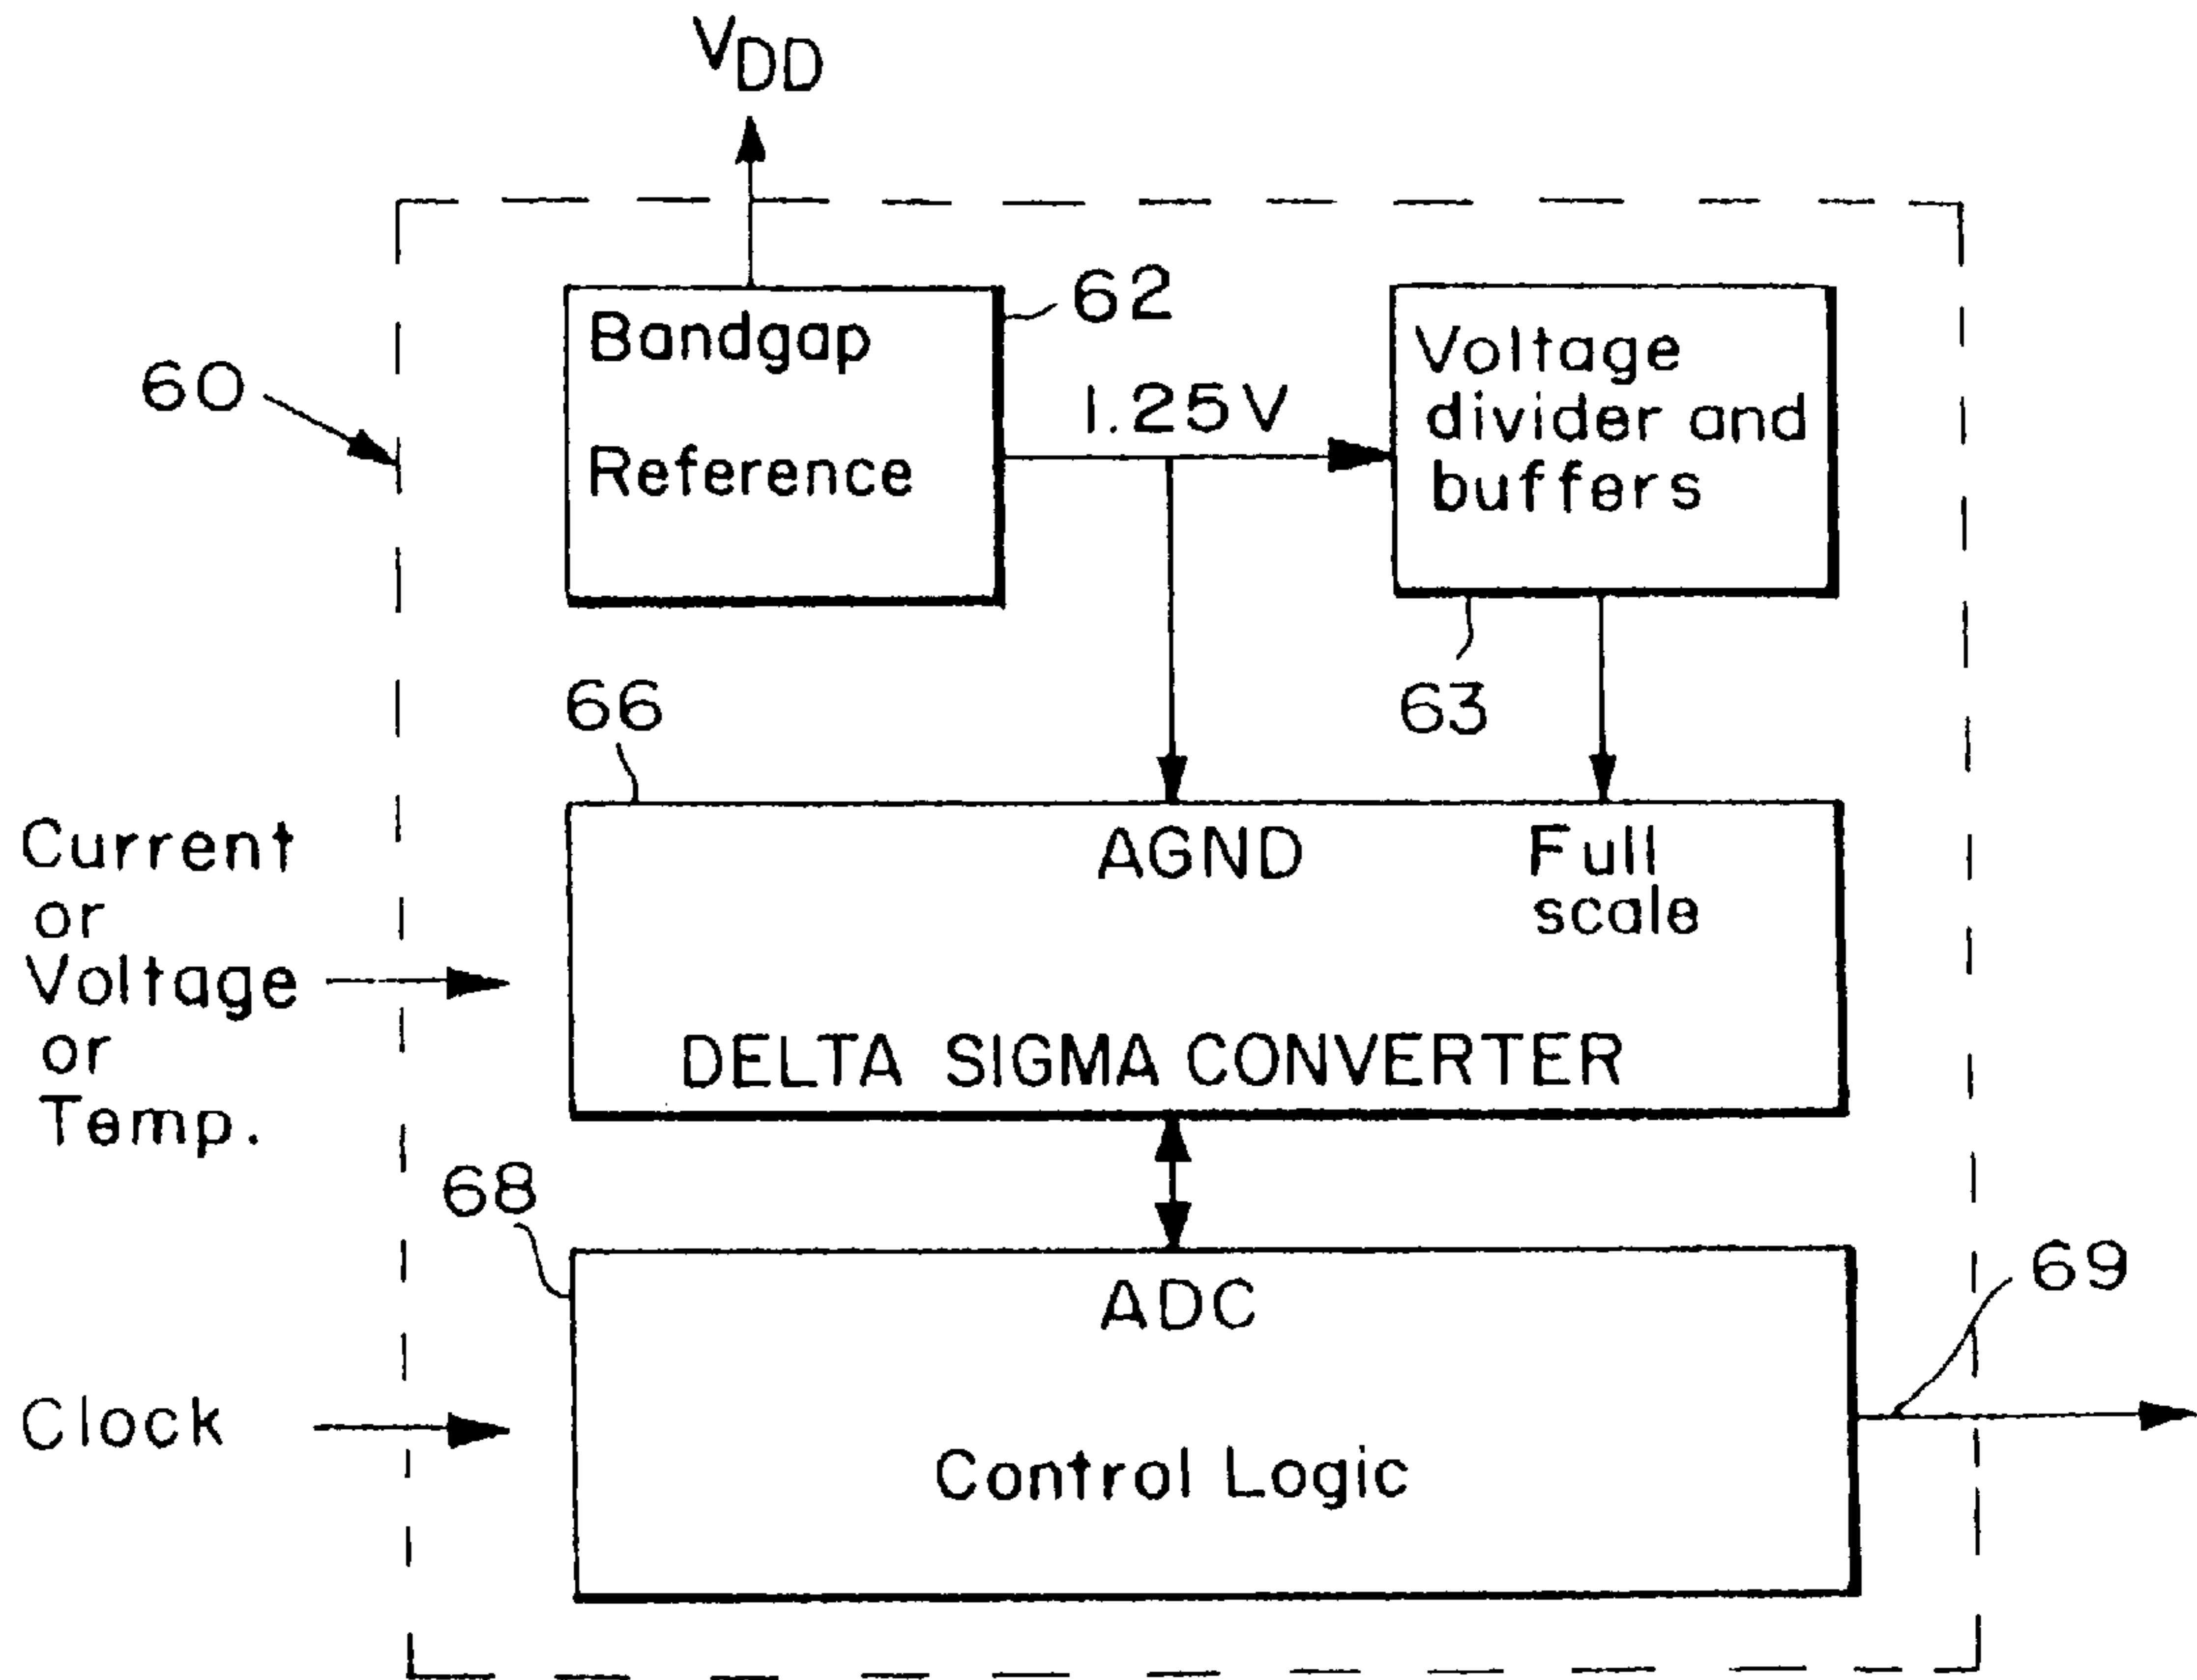 VDD
60
Bandgap
Reference
62
1.25V
Voltage
divider and
buffers
63
66
Current
or
Voltage
or
Temp.
AGND
Full
scale
DELTA SIGMA CONVERTER
68
ADC
69
Clock
Control Logic